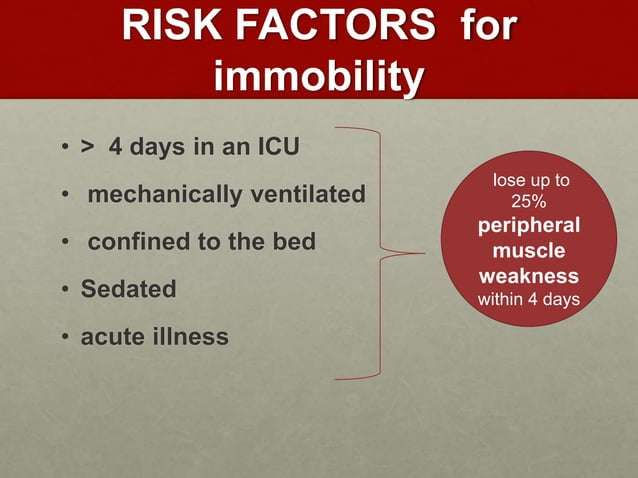 RISK FACTORS  for
immobility
• >  4 days in an ICU
•  mechanically ventilated
•  confined to the bed
• Sedated
• acute illness
lose up to
25%
peripheral
muscle
weakness
within 4 days